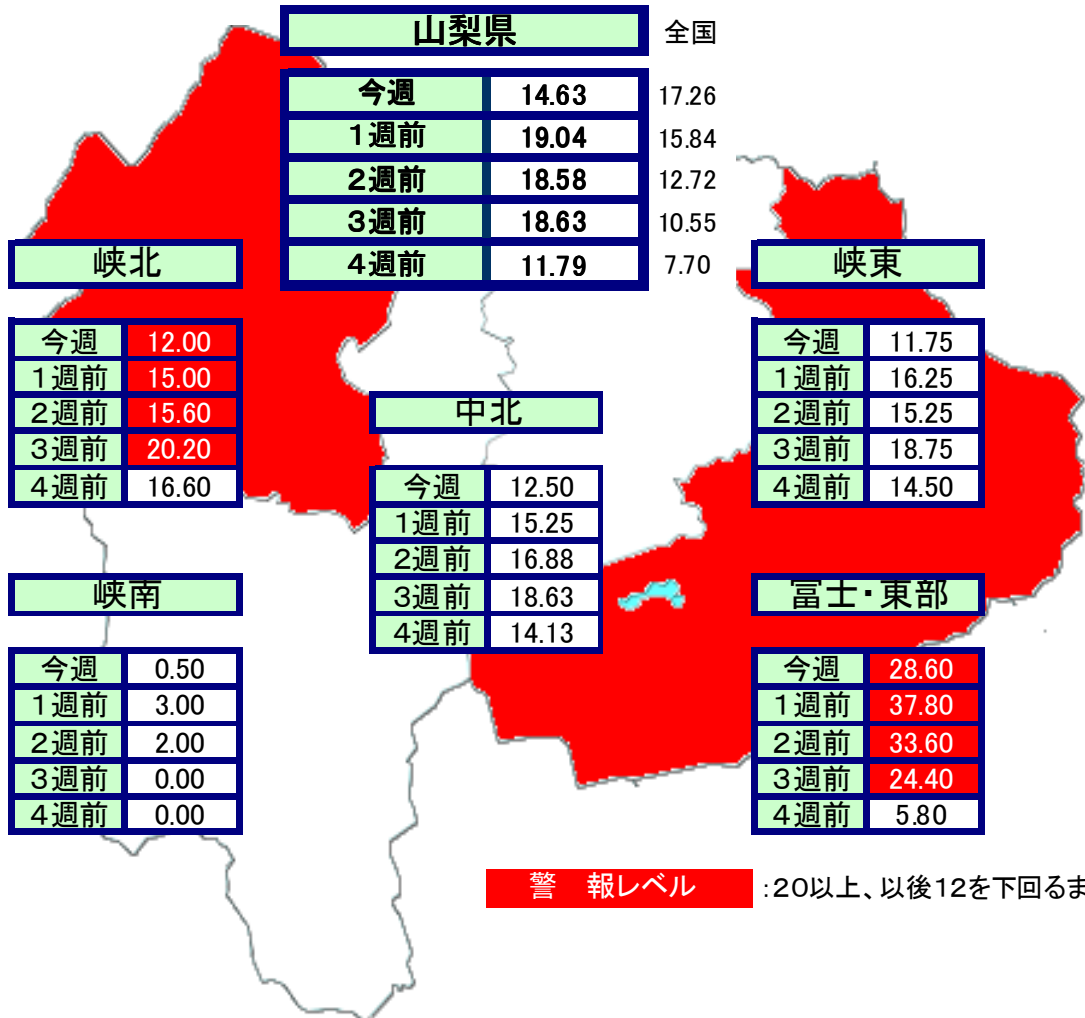 山梨県 全国
今週 14.63 17.26
1週前 19.04 15.84
2週前 18.58 12.72
3週前 18.63 10.55
4週前 11.79 7.70
峡北
今週 12.00
1週前 15.00
2週前 15.60
3週前 20.20
4週前 16.60
峡東
今週 11.75
1週前 16.25
2週前 15.25
3週前 18.75
4週前 14.50
中北
今週 12.50
1週前 15.25
2週前 16.88
3週前 18.63
4週前 14.13
峡南
今週 0.50
1週前 3.00
2週前 2.00
3週前 0.00
4週前 0.00
冨士・東部
今週 28.60
1週前 37.80
2週前 33.60
3週前 24.40
4週前 5.80
警 報レベル :20以上、以後12を下回るま